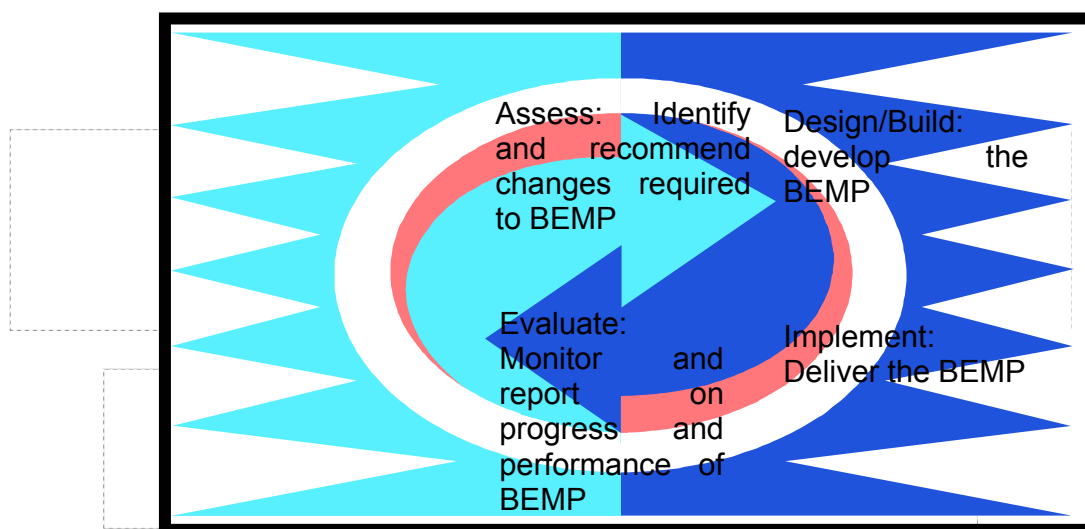 Assess: Identify
and recommend
changes required
to BEMP
Design/Build:
develop the
BEMP
Evaluate:
Monitor and
report on
progress and
performance of
BEMP
Implement:
Deliver the BEMP